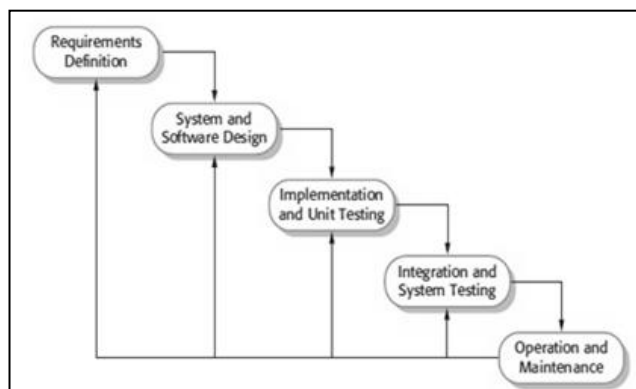 Requirements
Definition
System and
Software Design
Implementation
and Unit Testing
Integration and
System Testing
Operation and
Maintenance